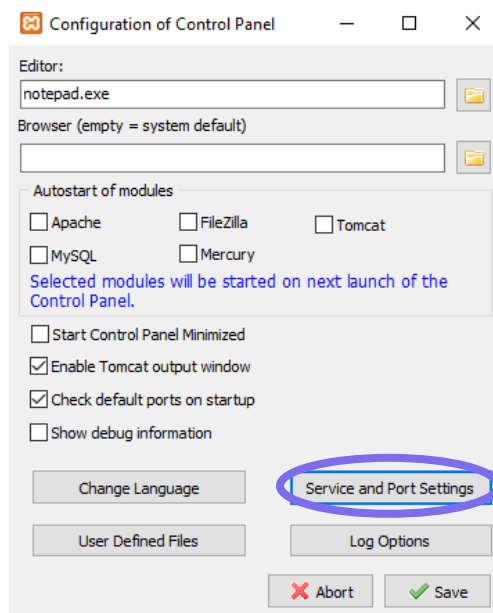 Configuration of Control Panel
Editor:
notepad.exe
Browser (empty = system default)
Autostart of modules
Apache FileZilla Tomcat
MySQL Mercury
Selected modules will be started on next launch of the
Control Panel.
Start Control Panel Minimized
Enable Tomcat output window
Check default ports on startup
Show debug information
Change Language Service and Port Settings
User Defined Files Log Options
Abort Save